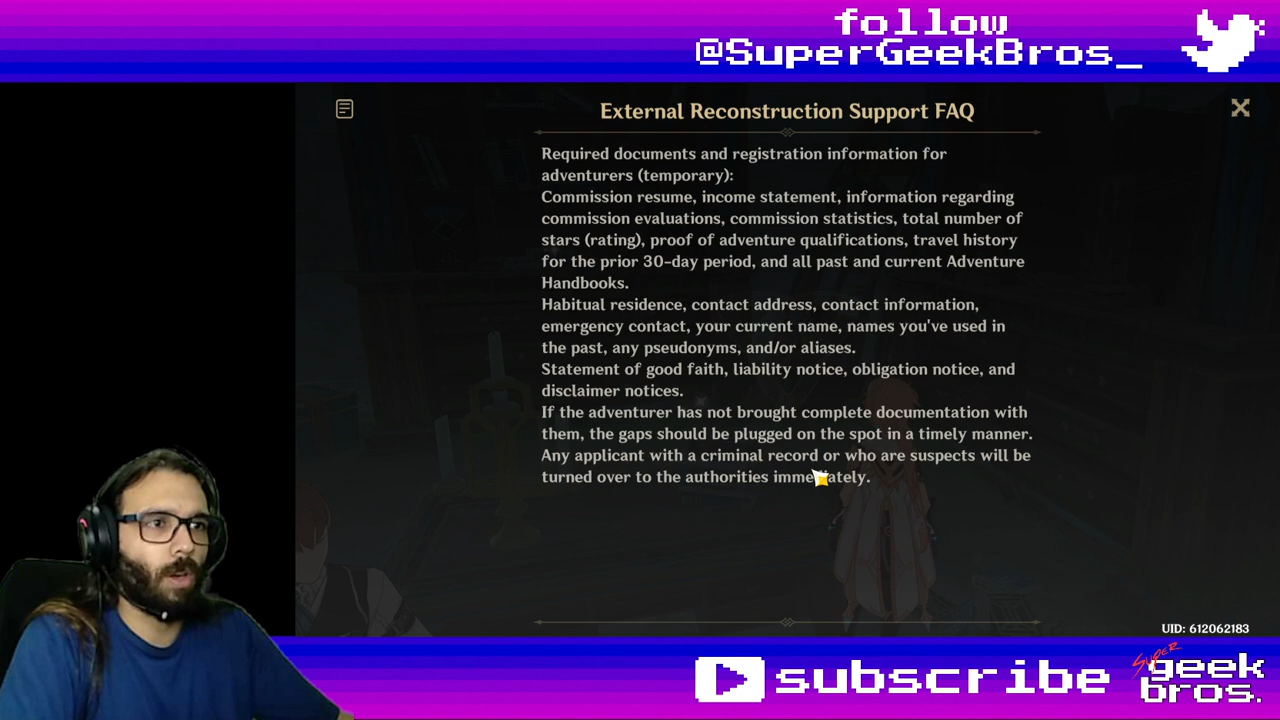 follow
@SuperGeekBros_
External Reconstruction Support FAQ
Required documents and registration information for
adventurers (temporary):
Commission resume, income statement, information regarding
commission evaluations, commission statistics, total number of
stars (rating), proof of adventure qualifications, travel history
for the prior 30-day period, and all past and current Adventure
Handbooks.
Habitual residence, contact address, contact information,
emergency contact, your current name, names you've used in
the past, any pseudonyms, and/or aliases.
Statement of good faith, liability notice, obligation notice, and
disclaimer notices.
If the adventurer has not brought complete documentation with
them, the gaps should be plugged on the spot in a timely manner.
Any applicant with a criminal record or who are suspects will be
turned over to the authorities immediately.
UID: 612062183
subscribe
SUPER
geek
bros.